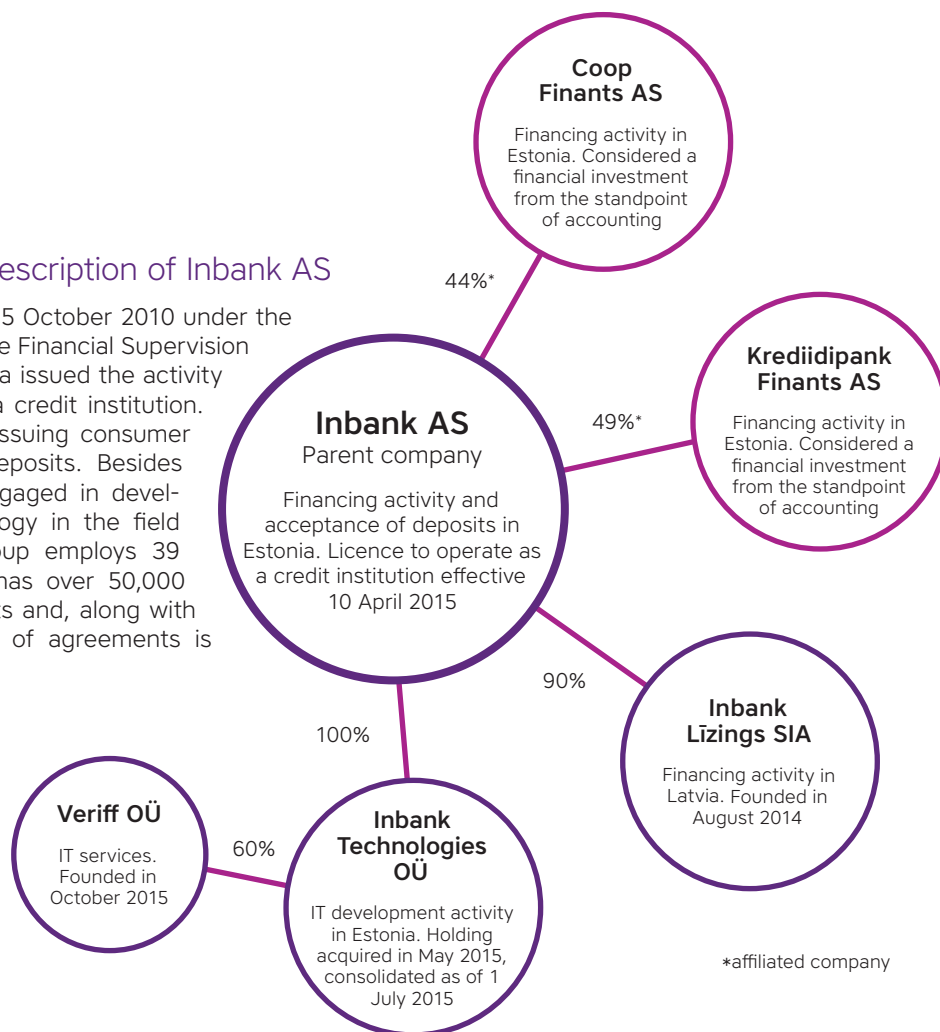 Coop
Finants AS
Financing activity in
Estonia. Considered a
financial investment
from the standpoint
of accounting
escription of Inbank AS
44%*
5 October 2010 under the
e Financial Supervision
a issued the activity
a credit institution.
issuing consumer
eposits. Besides
gaged in devel-
ogy in the field
oup employs 39
has over 50,000
ts and, along with
of agreements is
Krediidipank
Finants AS
Financing activity in
Estonia. Considered a
financial investment
from the standpoint
of accounting
49%*
Inbank AS
Parent company
Financing activity and
acceptance of deposits in
Estonia. Licence to operate as
a credit institution effective
10 April 2015
90%
Inbank
Līzings SIA
Financing activity in
Latvia. Founded in
August 2014
100%
Veriff OÜ
IT services.
Founded in
October 2015
60%
Inbank
Technologies
OÜ
IT development activity
in Estonia. Holding
acquired in May 2015,
consolidated as of 1
July 2015
*affiliated company